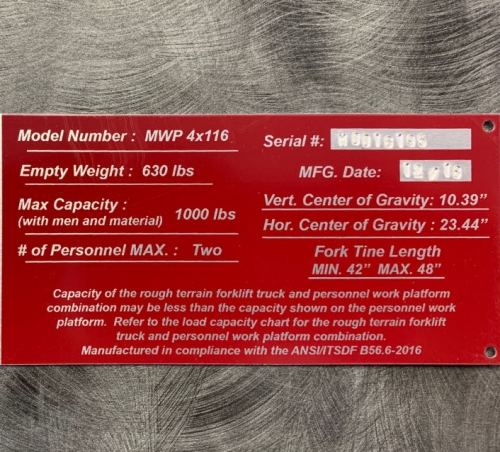 Model Number : MWP 4x116
Empty Weight : 630 lbs
Max Capacity :
(with men and material) 1000 lbs
# of Personnel MAX. : Two
Serial #:
MFG. Date:
Vert. Center of Gravity: 10.39”
Hor. Center of Gravity : 23.44”
Fork Tine Length
MIN. 42” MAX. 48”
Capacity of the rough terrain forklift truck and personnel work platform
combination may be less than the capacity shown on the personnel work
platform. Refer to the load capacity chart for the rough terrain forklift
truck and personnel work platform combination.
Manufactured in compliance with the ANSI/ITSDF B56.6-2016